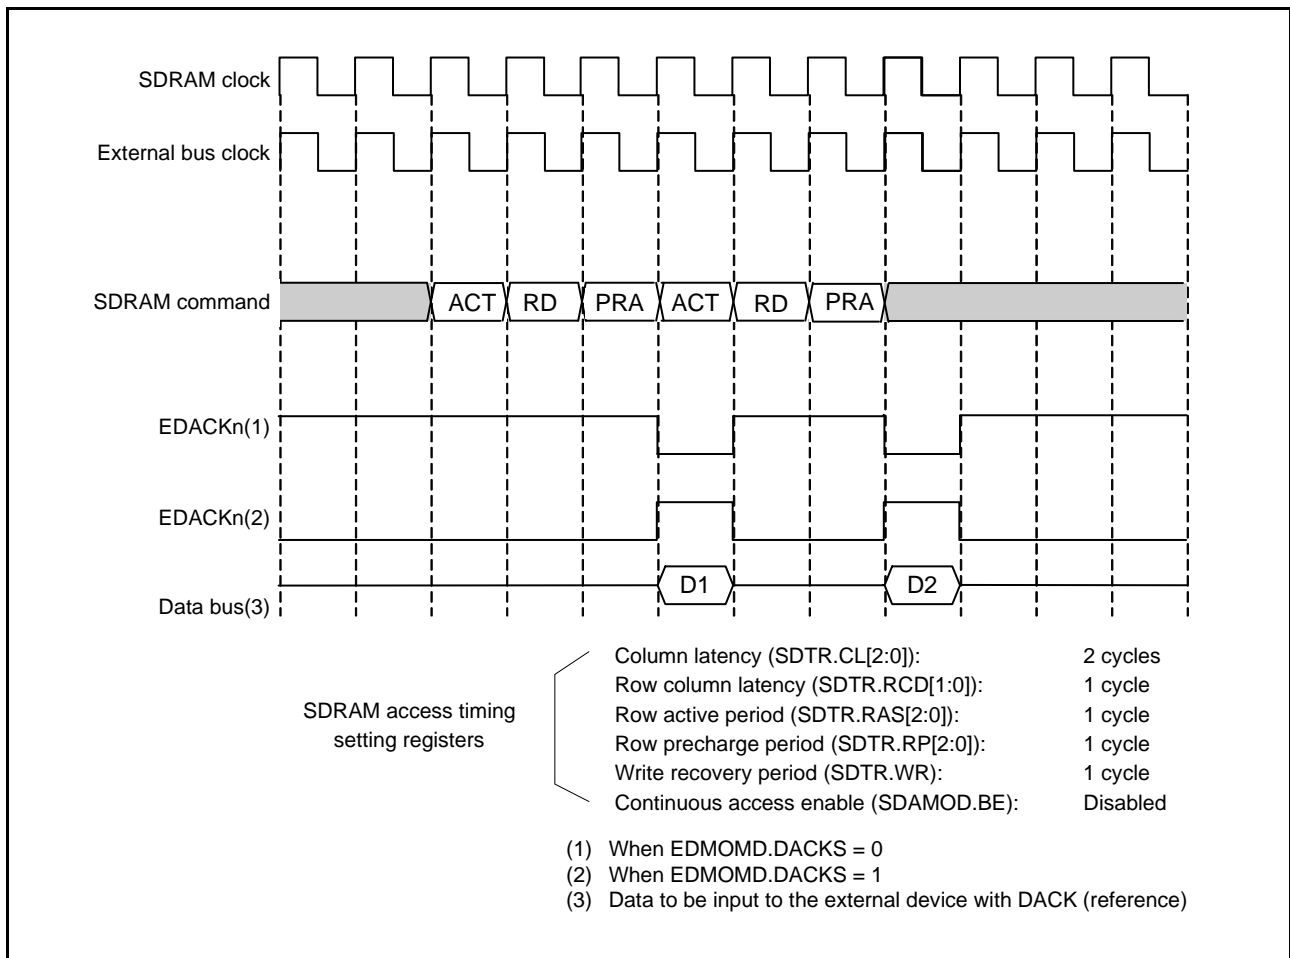 SDRAM clock
External bus clock
SDRAM command
ACT RD PRA ACT RD PRA
EDACKn(1)
EDACKn(2)
D1 D2
Data bus(3)
SDRAM access timing
setting registers
Column latency (SDTR.CL[2:0]): 2 cycles
Row column latency (SDTR.RCD[1:0]): 1 cycle
Row active period (SDTR.RAS[2:0]): 1 cycle
Row precharge period (SDTR.RP[2:0]): 1 cycle
Write recovery period (SDTR.WR): 1 cycle
Continuous access enable (SDAMOD.BE): Disabled
(1) When EDMOMD.DACKS = 0
(2) When EDMOMD.DACKS = 1
(3) Data to be input to the external device with DACK (reference)